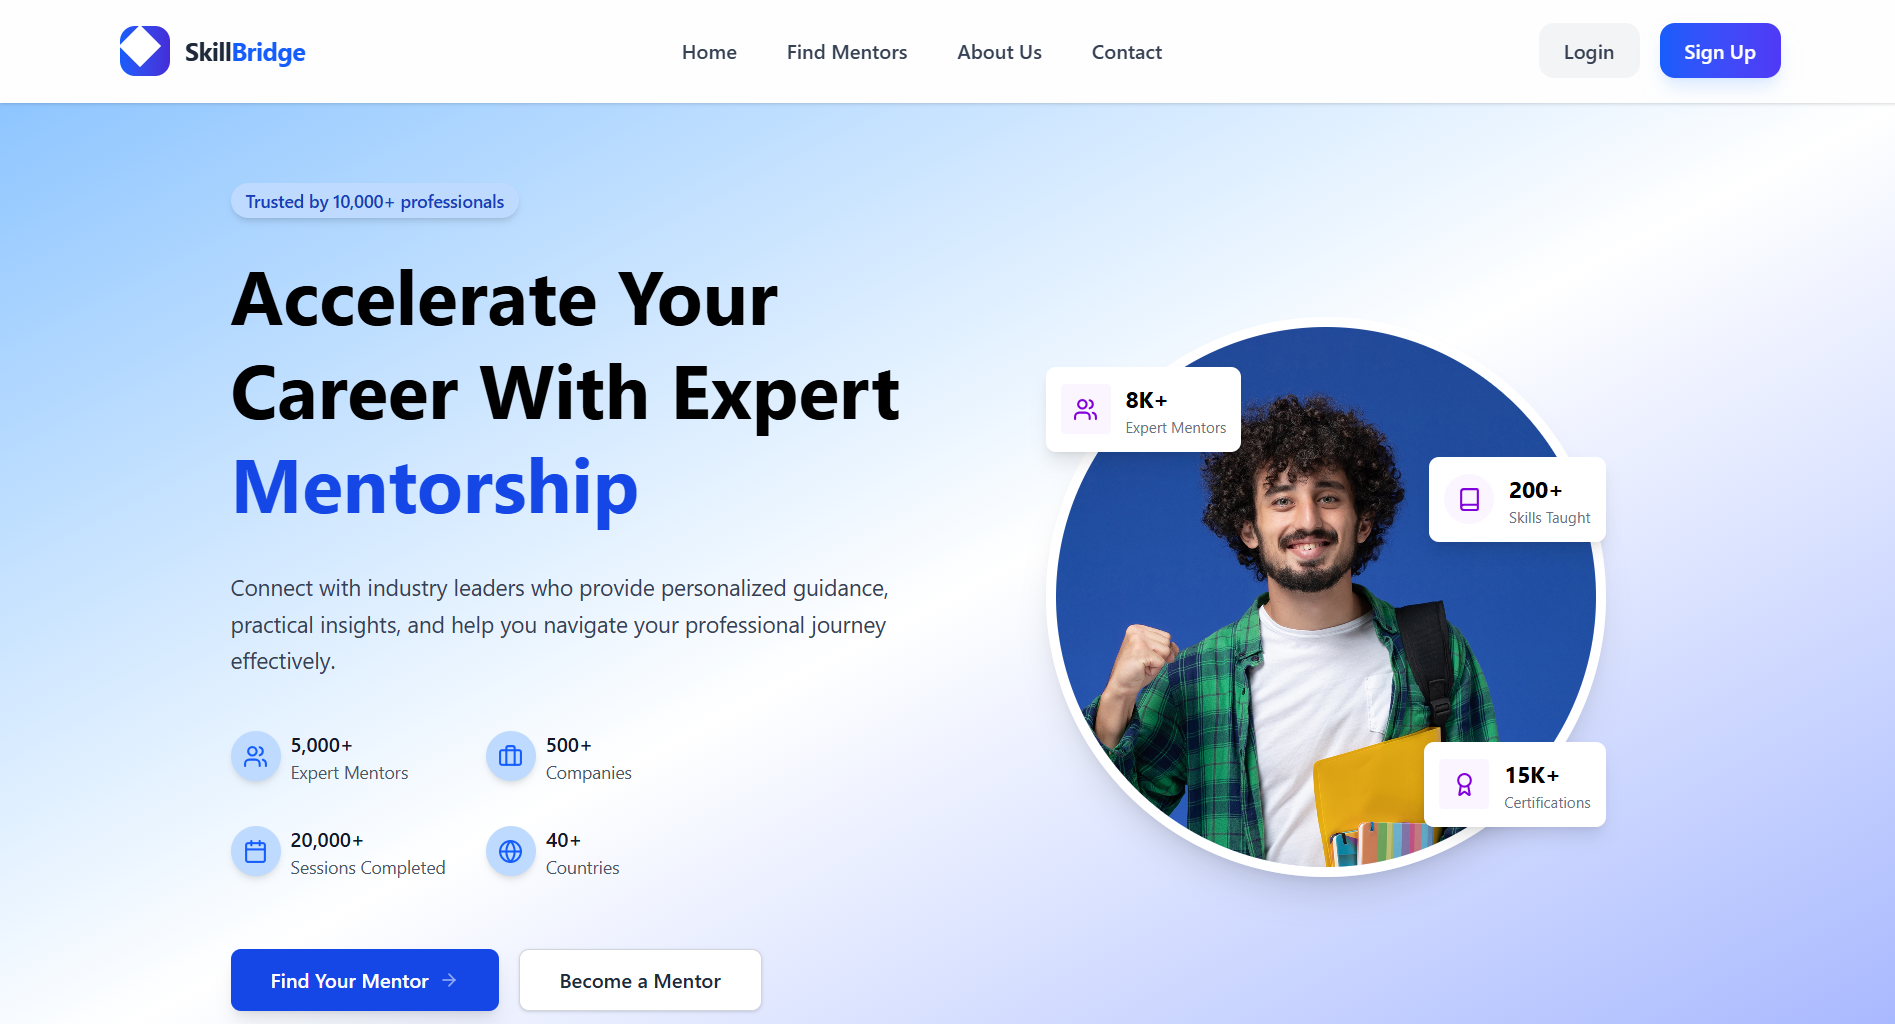 SkillBridge
Home
Find Mentors
About Us
Contact
Login
Sign Up
Trusted by 10,000+ professionals
Accelerate Your
Career With Expert
Mentorship
Connect with industry leaders who provide personalized guidance,
practical insights, and help you navigate your professional journey
effectively.
5,000+
Expert Mentors
500+
Companies
20,000+
Sessions Completed
40+
Countries
Find Your Mentor
Become a Mentor
8K+
Expert Mentors
200+
Skills Taught
15K+
Certifications